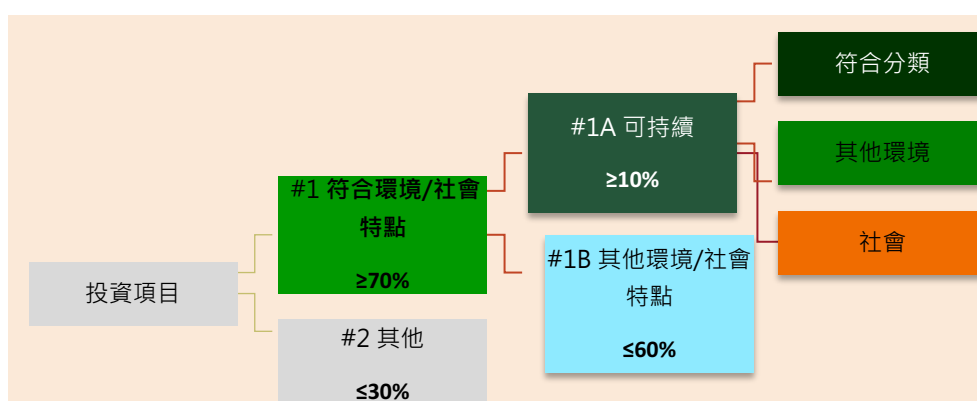 投資項目
#1 符合環境/社會
特點
≥70%
#2 其他
≤30%
#1A 可持續
≥10%
#1B 其他環境/社會
特點
≤60%
符合分類
其他環境
社會